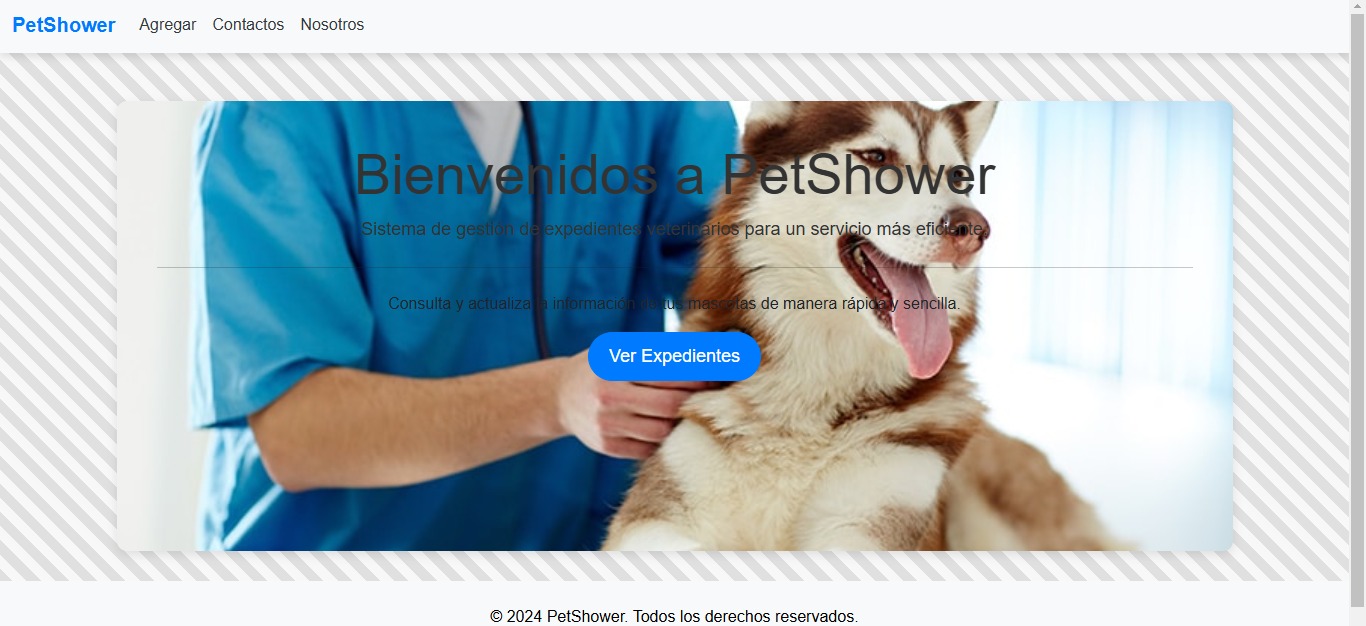 PetShower Agregar Contactos Nosotros
Bienvenidos a PetShower
Sistema de gestión de expedientes veterinarios para un servicio más eficiente.
Consulta y actualiza la información de tus mascotas de manera rápida y sencilla.
Ver Expedientes
© 2024 PetShower. Todos los derechos reservados.